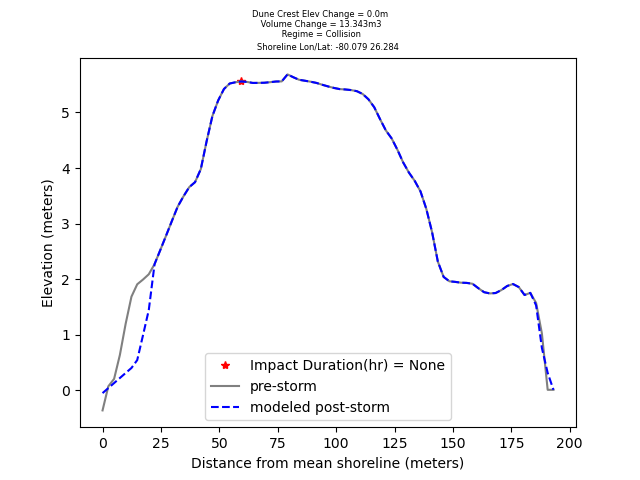 Dune Crest Elev Change = 0.0m
Volume Change = 13.343m3
Regime = Collision
Shoreline Lon/Lat: -80.079 26.284
5
4
3
2
1
0
Elevation (meters)
Impact Duration(hr) = None
pre-storm
modeled post-storm
0 25 50 75 100 125 150 175 200
Distance from mean shoreline (meters)